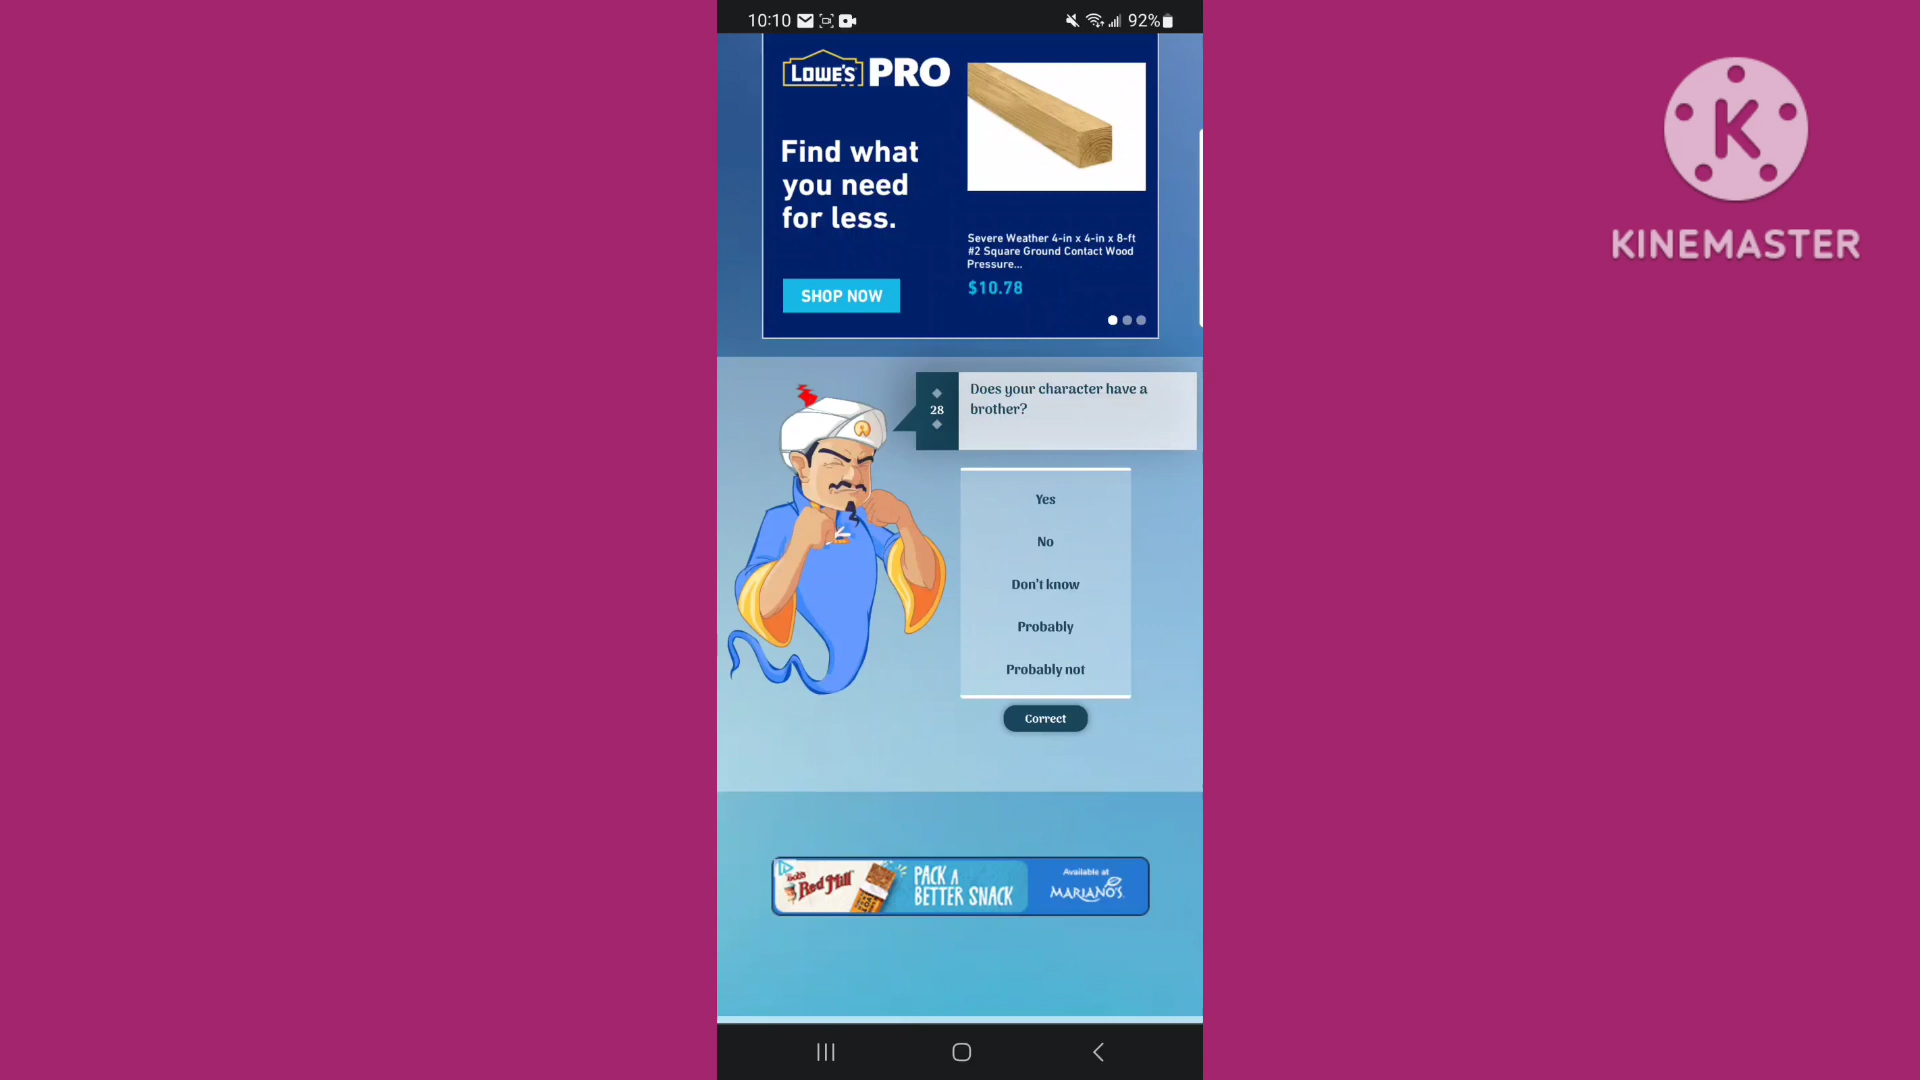 10:10
92%
LOWE'S PRO
Find what
you need
for less.
SHOP NOW
Severe Weather 4-in x 4-in x 8-ft
#2 Square Ground Contact Wood
Pressure...
$10.78
K
KINEMASTER
28
Does your character have a
brother?
Yes
No
Don't know
Probably
Probably not
Correct
Bob's
Red Mill
PACK A
BETTER SNACK
Available at
MARIANO'S